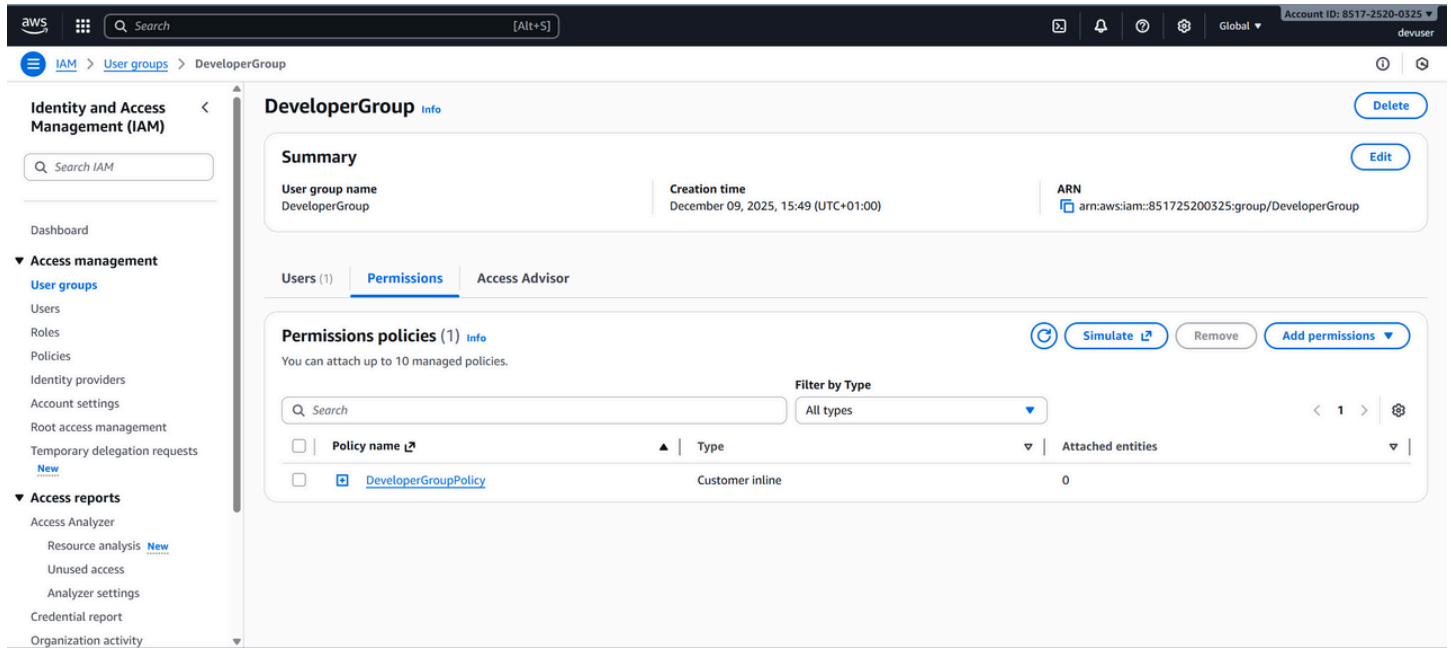 aws
Search [Alt+S]
Global
Account ID: 8517-2520-0325
devuser
IAM > User groups > DeveloperGroup
Identity and Access
Management (IAM)
Search IAM
Dashboard
Access management
User groups
Users
Roles
Policies
Identity providers
Account settings
Root access management
Temporary delegation requests
New
Access reports
Access Analyzer
Resource analysis New
Unused access
Analyzer settings
Credential report
Organization activity
DeveloperGroup Info
Delete
Summary
Edit
User group name
DeveloperGroup
Creation time
December 09, 2025, 15:49 (UTC+01:00)
ARN
arn:aws:iam::851725200325:group/DeveloperGroup
Users (1) Permissions Access Advisor
Permissions policies (1) Info
Simulate Remove Add permissions
You can attach up to 10 managed policies.
Filter by Type
Search
All types
1
Policy name Type Attached entities
DeveloperGroupPolicy Customer inline 0